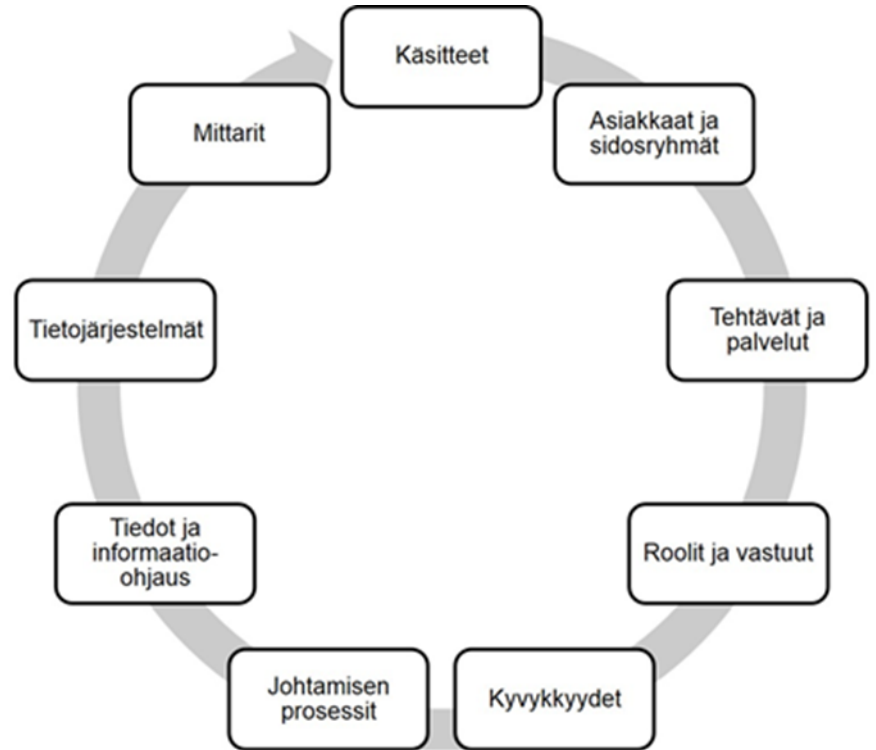 Käsitteet
Asiakkaat ja
sidosryhmät
Tehtävät ja
palvelut
Roolit ja vastuut
Kyvykkyydet
Johtamisen
prosessit
Tiedot ja
informaatio-
ohjaus
Tietojärjestelmät
Mittarit